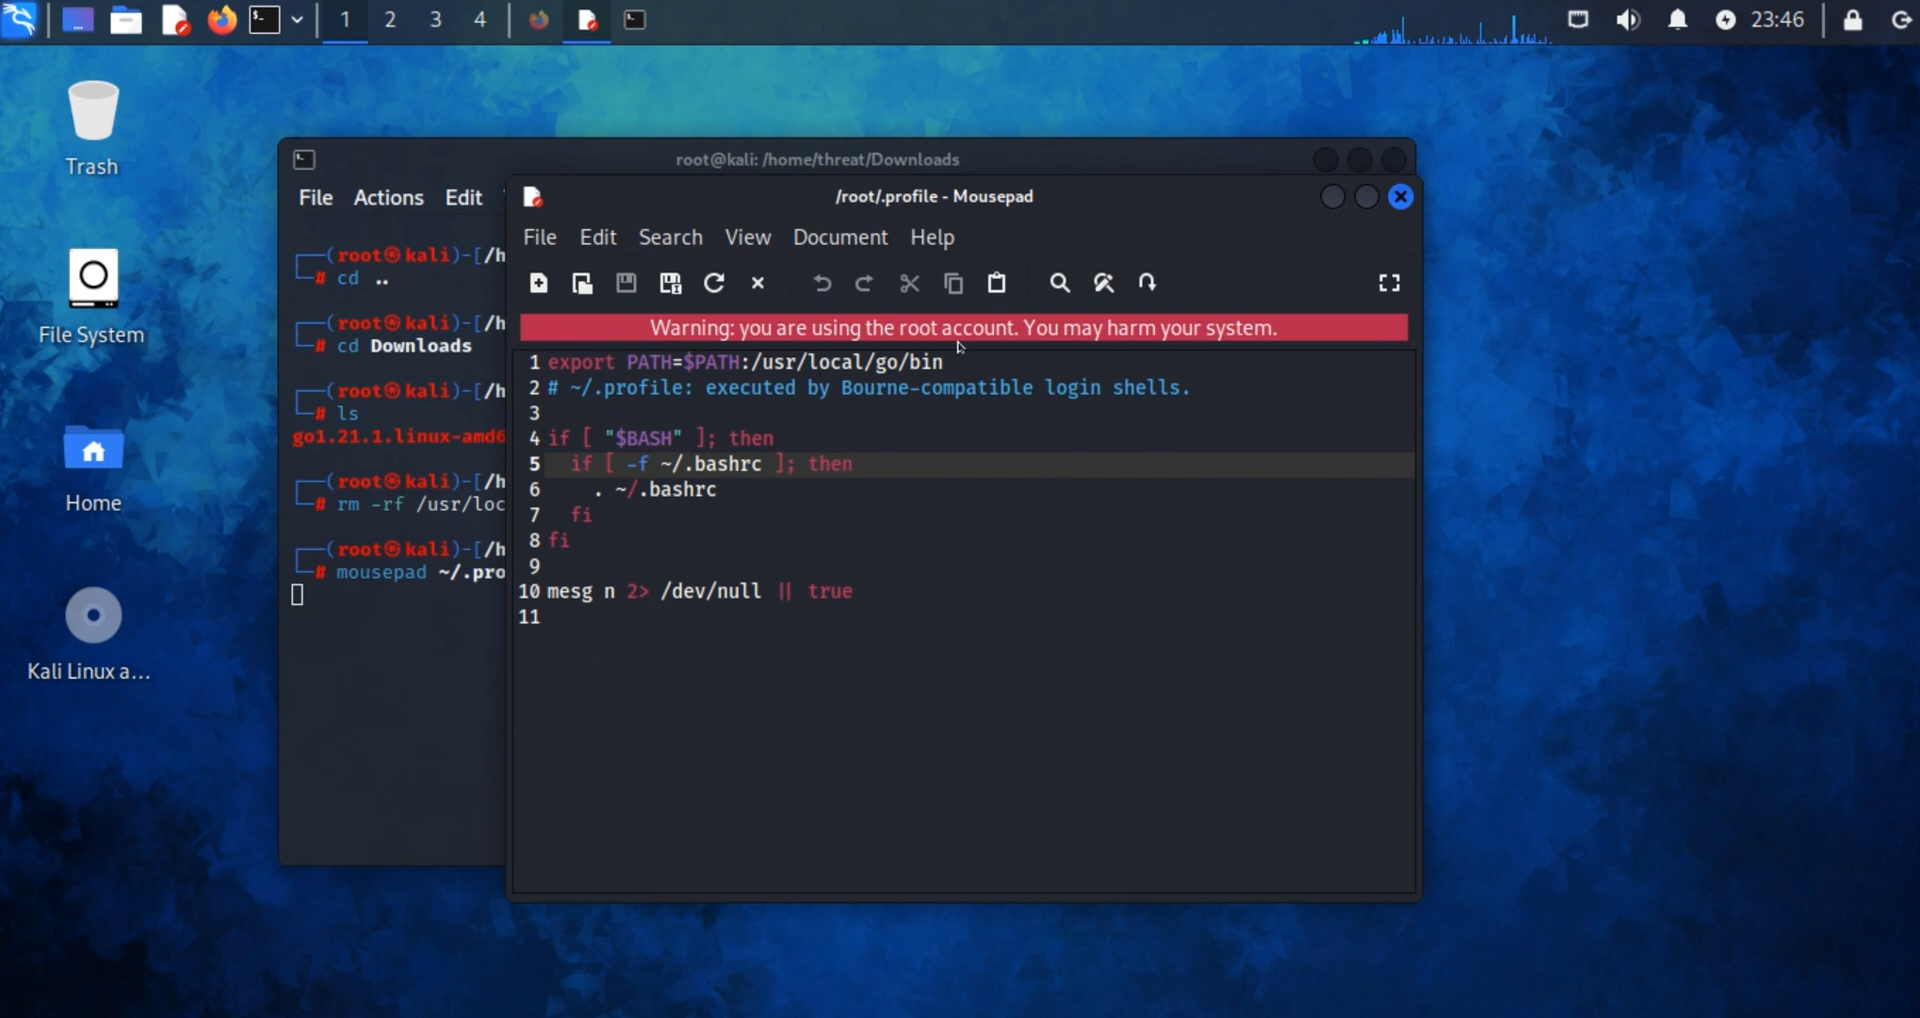 1 2 3 4
23:46
Trash
File System
Home
Kali Linux a...
root@kali: /home/threat/Downloads
File Actions Edit
(root㉿kali)-[/h
# cd ..
(root㉿kali)-[/h
# cd Downloads
(root㉿kali)-[/h
# ls
go1.21.1.linux-amd6
(root㉿kali)-[/h
# rm -rf /usr/loc
(root㉿kali)-[/h
# mousepad ~/.pro
/root/.profile - Mousepad
File Edit Search View Document Help
Warning: you are using the root account. You may harm your system.
1 export PATH=$PATH:/usr/local/go/bin
2 # ~/.profile: executed by Bourne-compatible login shells.
3
4 if [ "$BASH" ]; then
5   if [ -f ~/.bashrc ]; then
6     . ~/.bashrc
7   fi
8 fi
9
10 mesg n 2> /dev/null || true
11